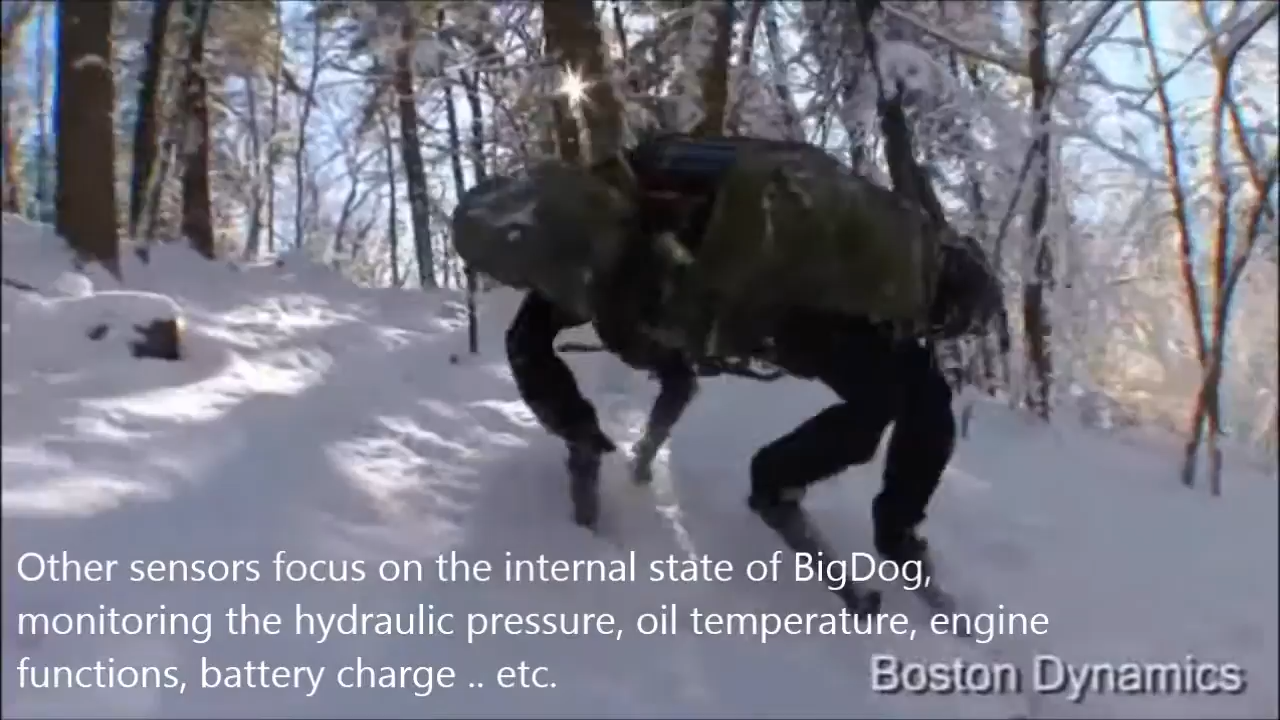 Other sensors focus on the internal state of BigDog,
monitoring the hydraulic pressure, oil temperature, engine
functions, battery charge .. etc.
Boston Dynamics